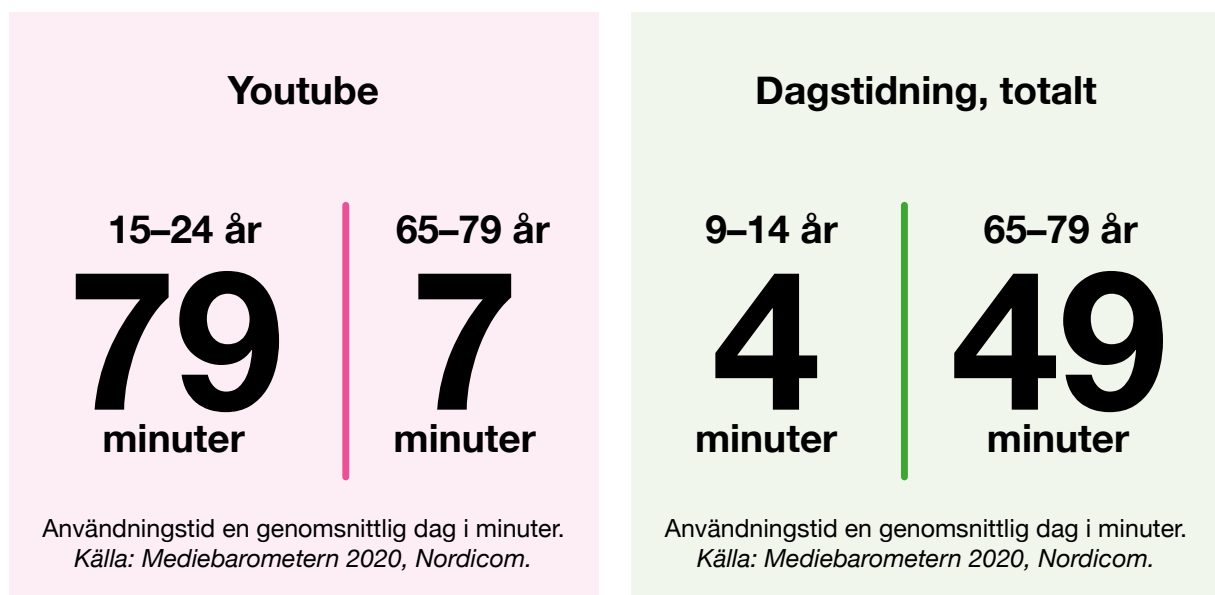 Youtube
15–24 år
79
minuter
65–79 år
7
minuter
Användningstid en genomsnittlig dag i minuter.
Källa: Mediebarometern 2020, Nordicom.
Dagstidning, totalt
9–14 år
4
minuter
65–79 år
49
minuter
Användningstid en genomsnittlig dag i minuter.
Källa: Mediebarometern 2020, Nordicom.